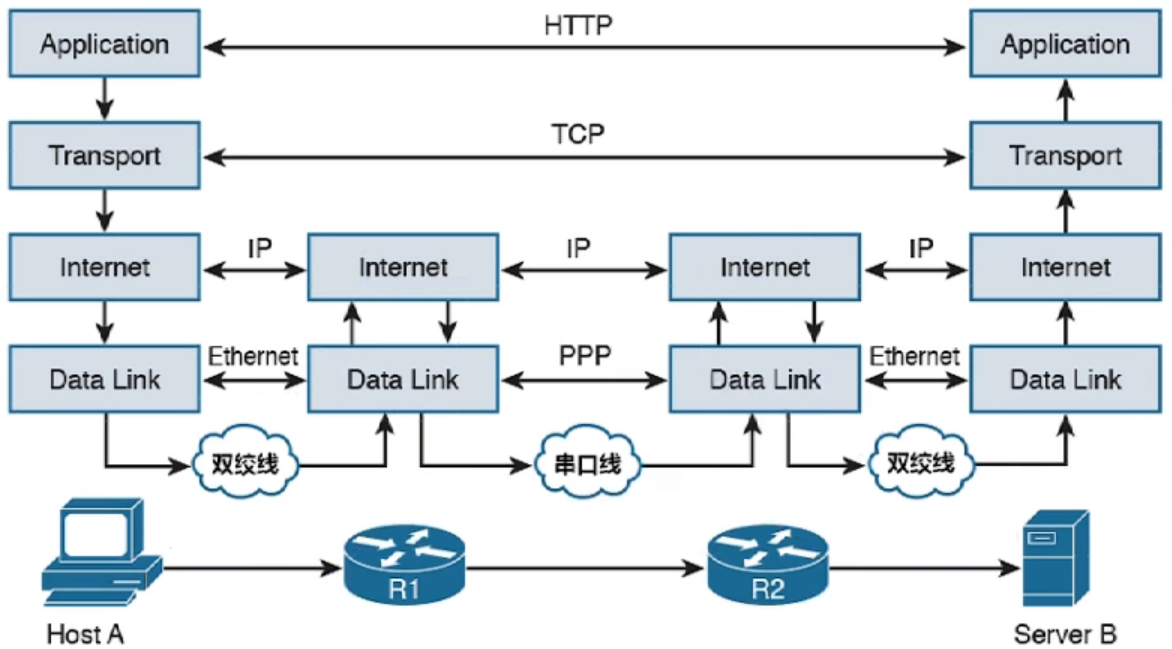 HTTP
Application
Application
TCP
Transport
Transport
IP
IP
IP
Internet
Internet
Internet
Internet
Ethernet
PPP
Ethernet
Data Link
Data Link
Data Link
Data Link
双绞线
串口线
双绞线
R1
R2
Host A
Server B